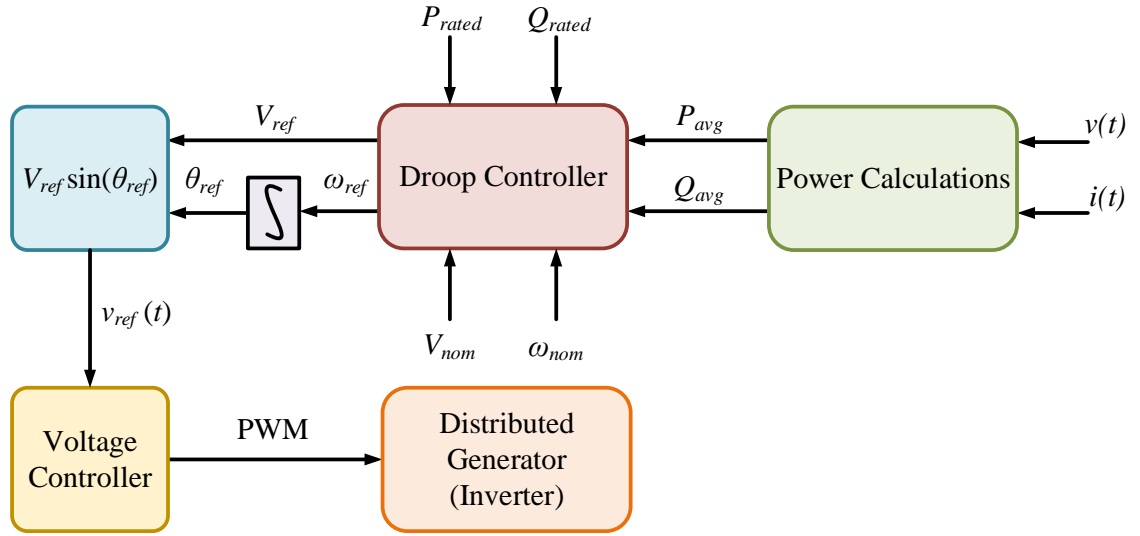 P_rated Q_rated
V_ref P_avg v(t)
V_ref sin(θ_ref) θ_ref ∫ ω_ref Droop Controller Power Calculations
Q_avg i(t)
v_ref (t) V_nom ω_nom
Voltage
Controller
PWM
Distributed
Generator
(Inverter)